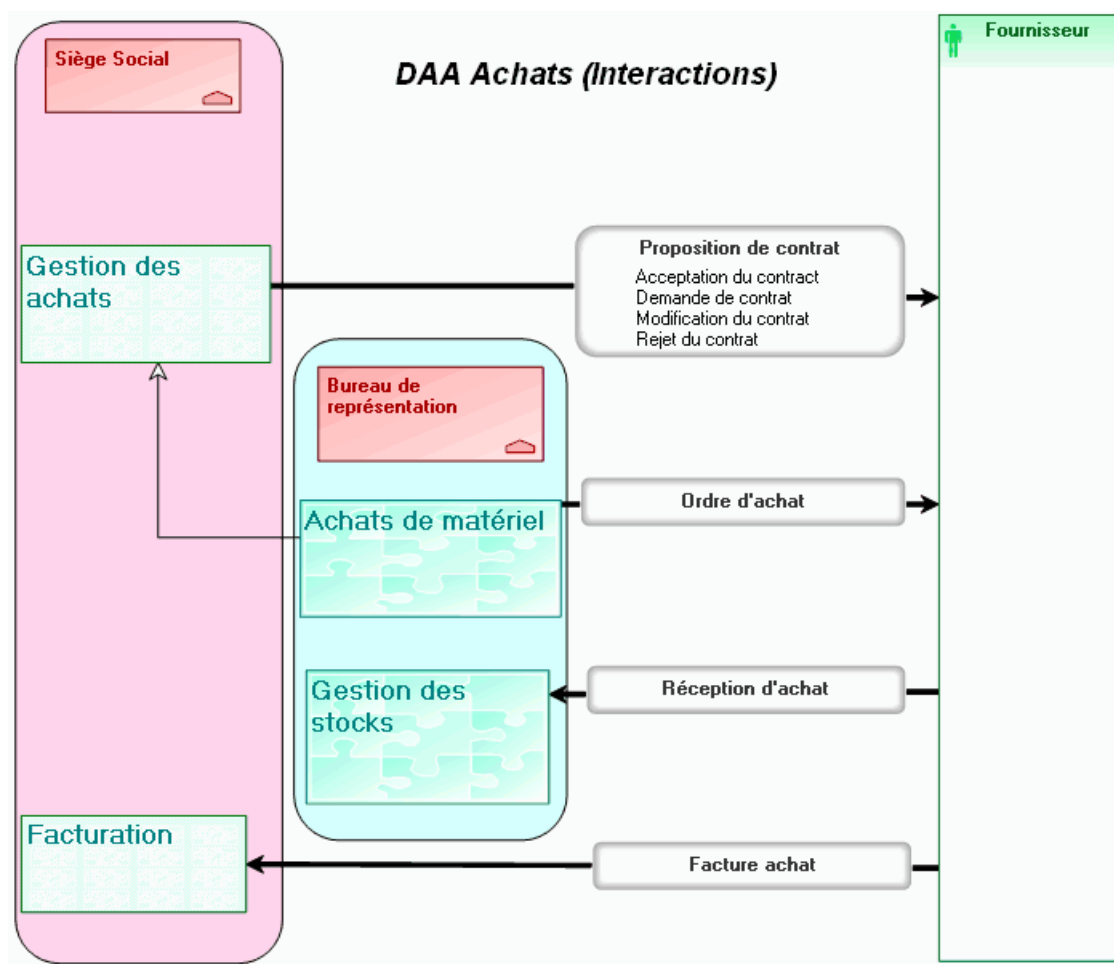 Siège Social
DAA Achats (Interactions)
Fournisseur
Gestion des
achats
Proposition de contrat
Acceptation du contract
Demande de contrat
Modification du contrat
Rejet du contrat
Bureau de
représentation
Achats de matériel
Ordre d'achat
Gestion des
stocks
Réception d'achat
Facturation
Facture achat